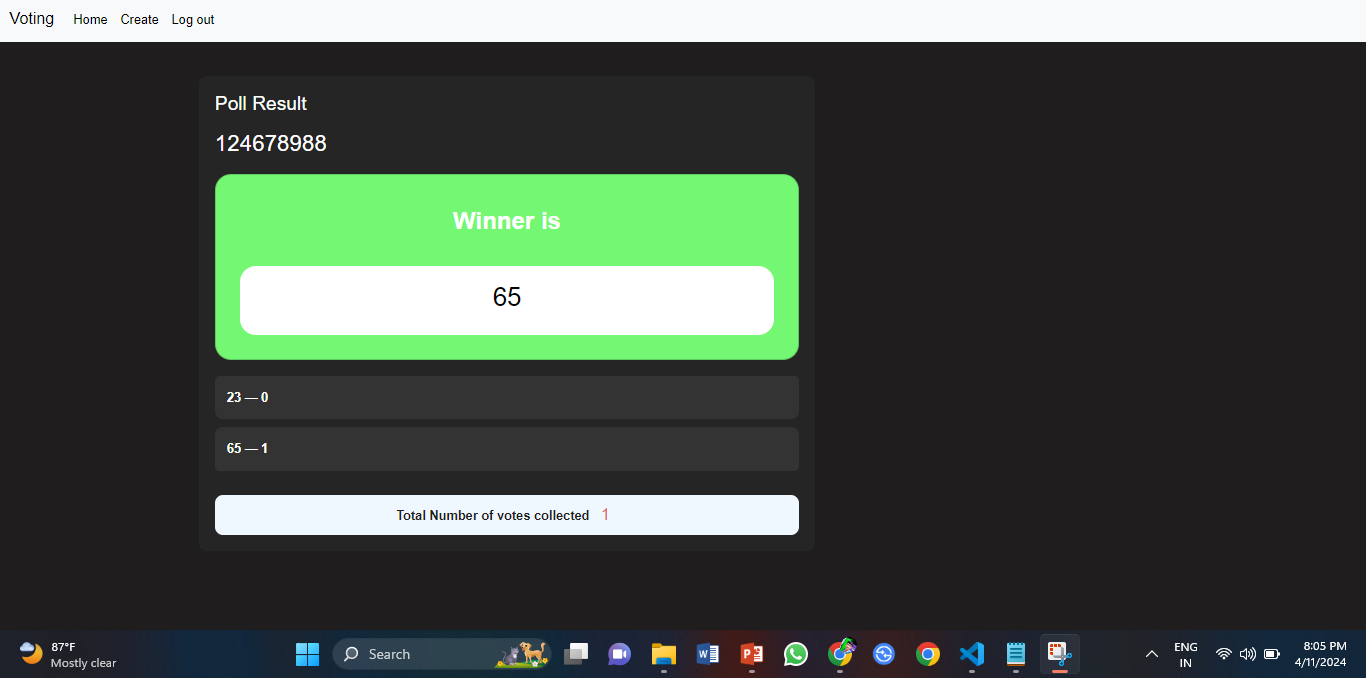 Voting Home Create Log out
Poll Result
124678988
Winner is
65
23 — 0
65 — 1
Total Number of votes collected 1
87°F
Mostly clear
Search
ENG
IN
8:05 PM
4/11/2024